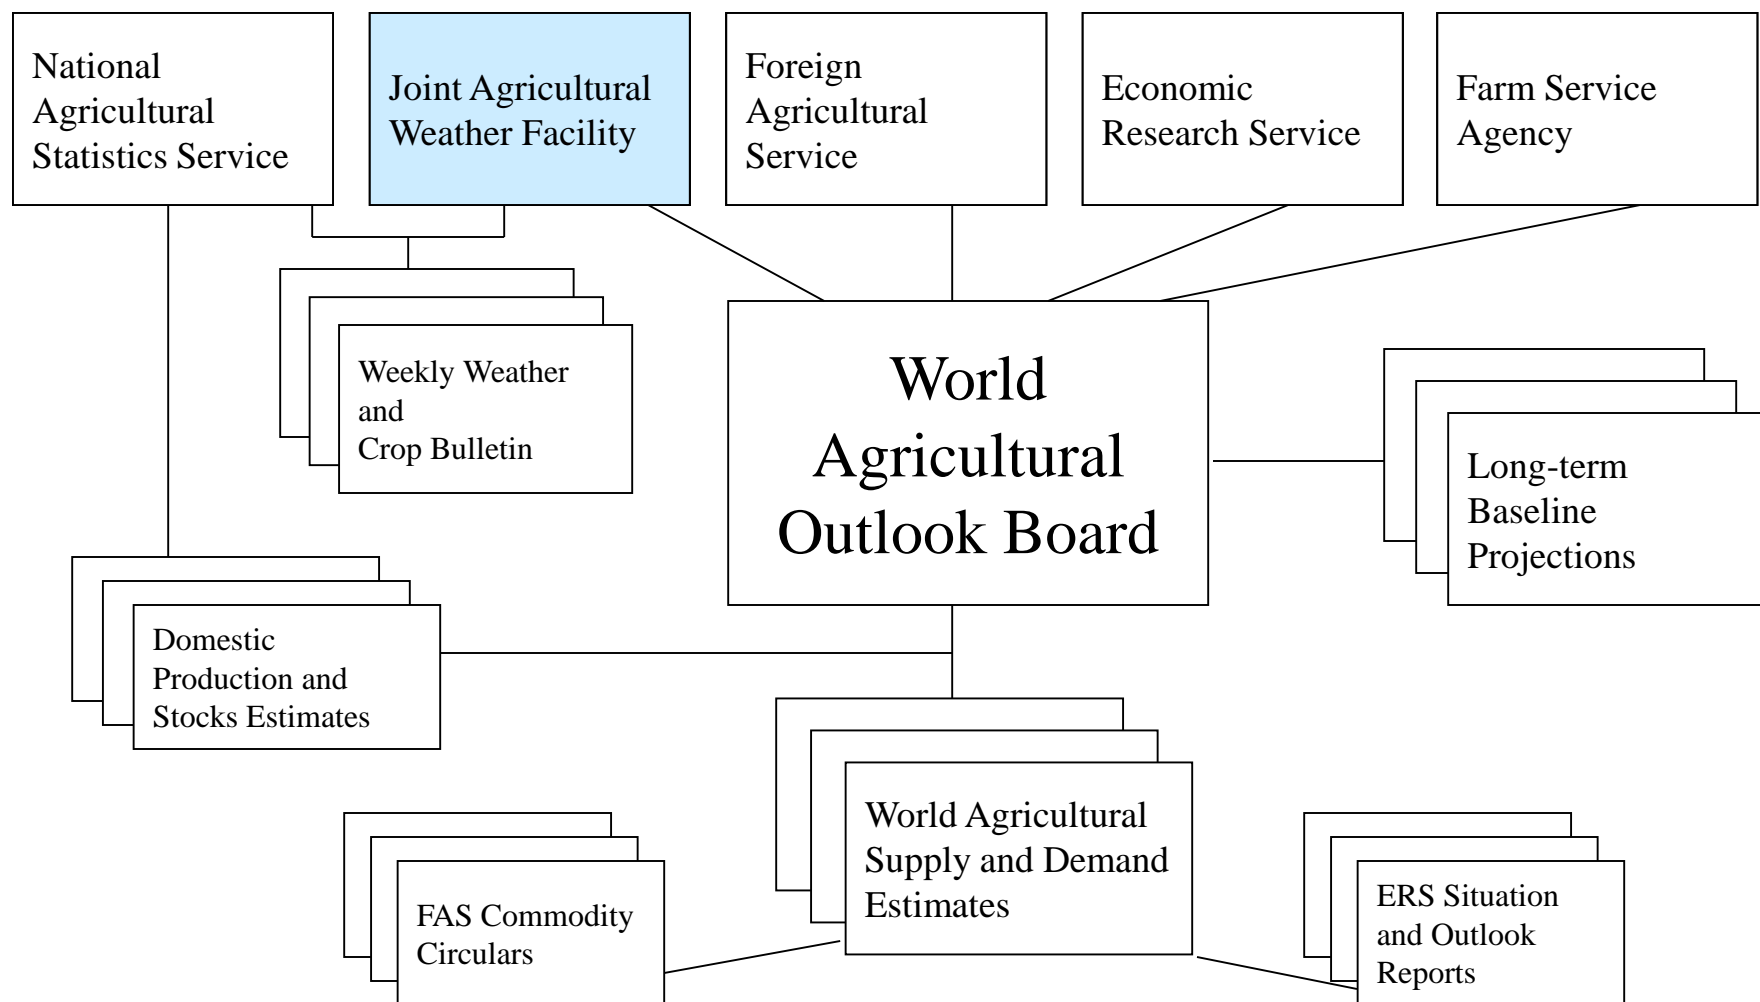 National
Agricultural
Statistics Service
Joint Agricultural
Weather Facility
Foreign
Agricultural
Service
Economic
Research Service
Farm Service
Agency
Weekly Weather
and
Crop Bulletin
World
Agricultural
Outlook Board
Long-term
Baseline
Projections
Domestic
Production and
Stocks Estimates
World Agricultural
Supply and Demand
Estimates
FAS Commodity
Circulars
ERS Situation
and Outlook
Reports